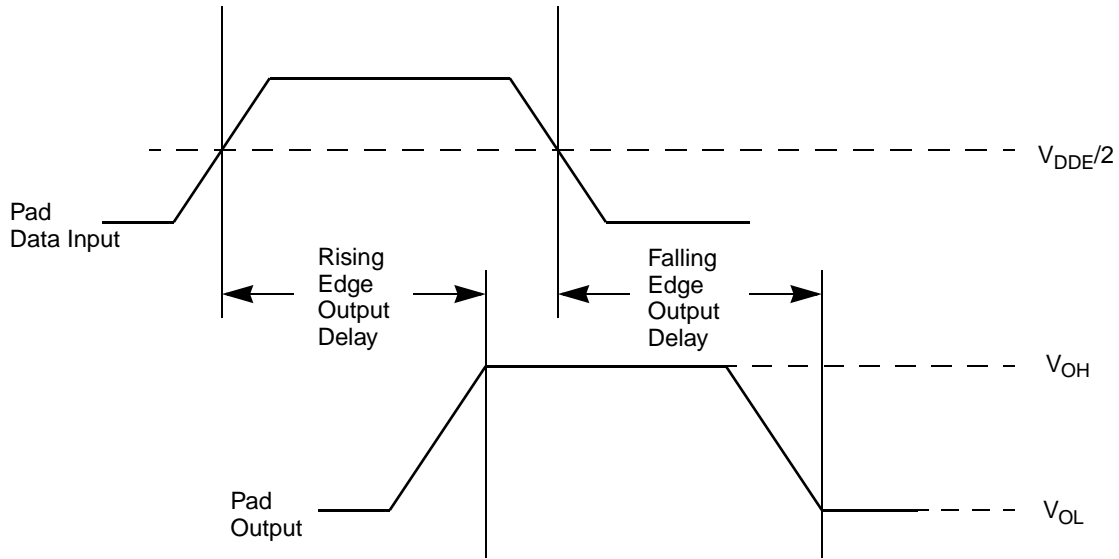 V_DDE/2
Pad
Data Input
Rising
Edge
Output
Delay
Falling
Edge
Output
Delay
V_OH
Pad
Output
V_OL